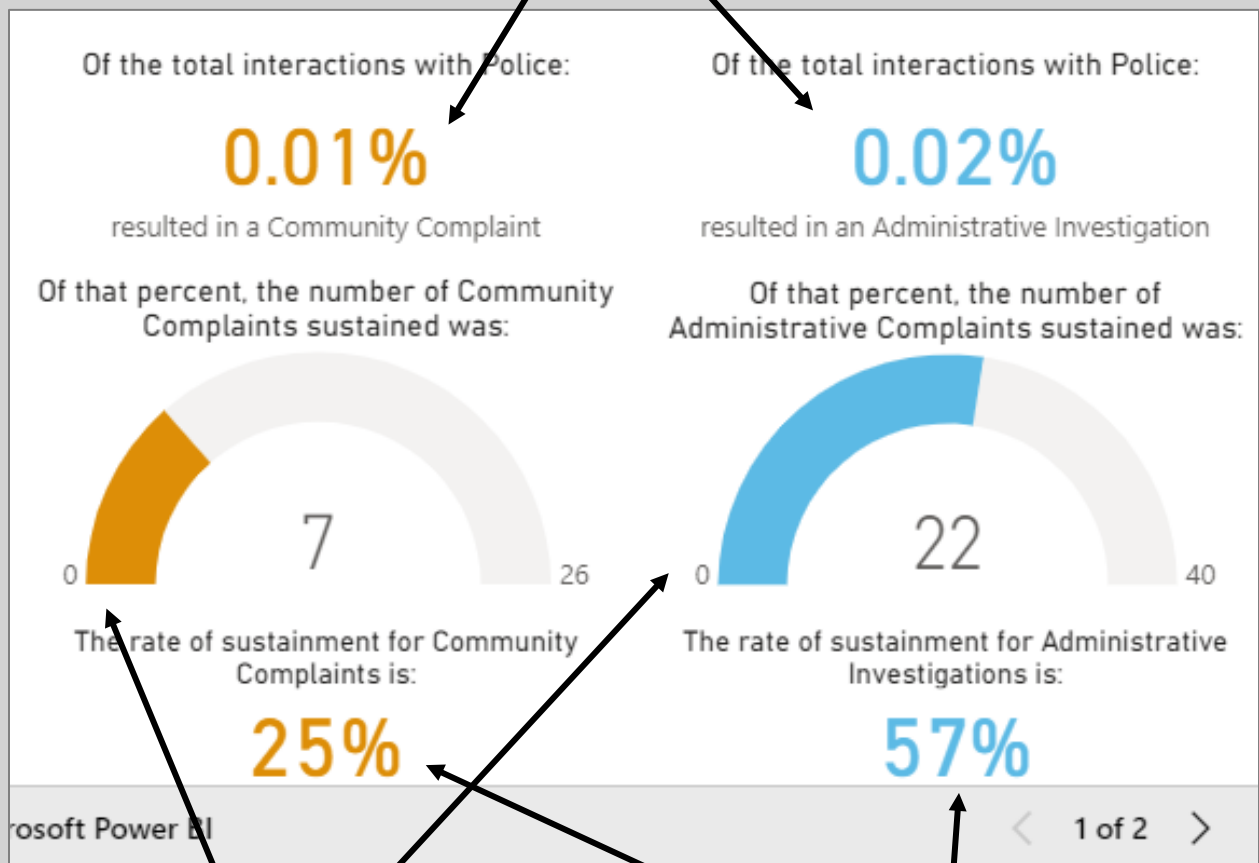 Of the total interactions with Police:
0.01%
resulted in a Community Complaint
Of that percent, the number of Community
Complaints sustained was:
7
0
26
The rate of sustainment for Community
Complaints is:
25%
Of the total interactions with Police:
0.02%
resulted in an Administrative Investigation
Of that percent, the number of
Administrative Complaints sustained was:
22
0
40
The rate of sustainment for Administrative
Investigations is:
57%
rosoft Power BI
1 of 2